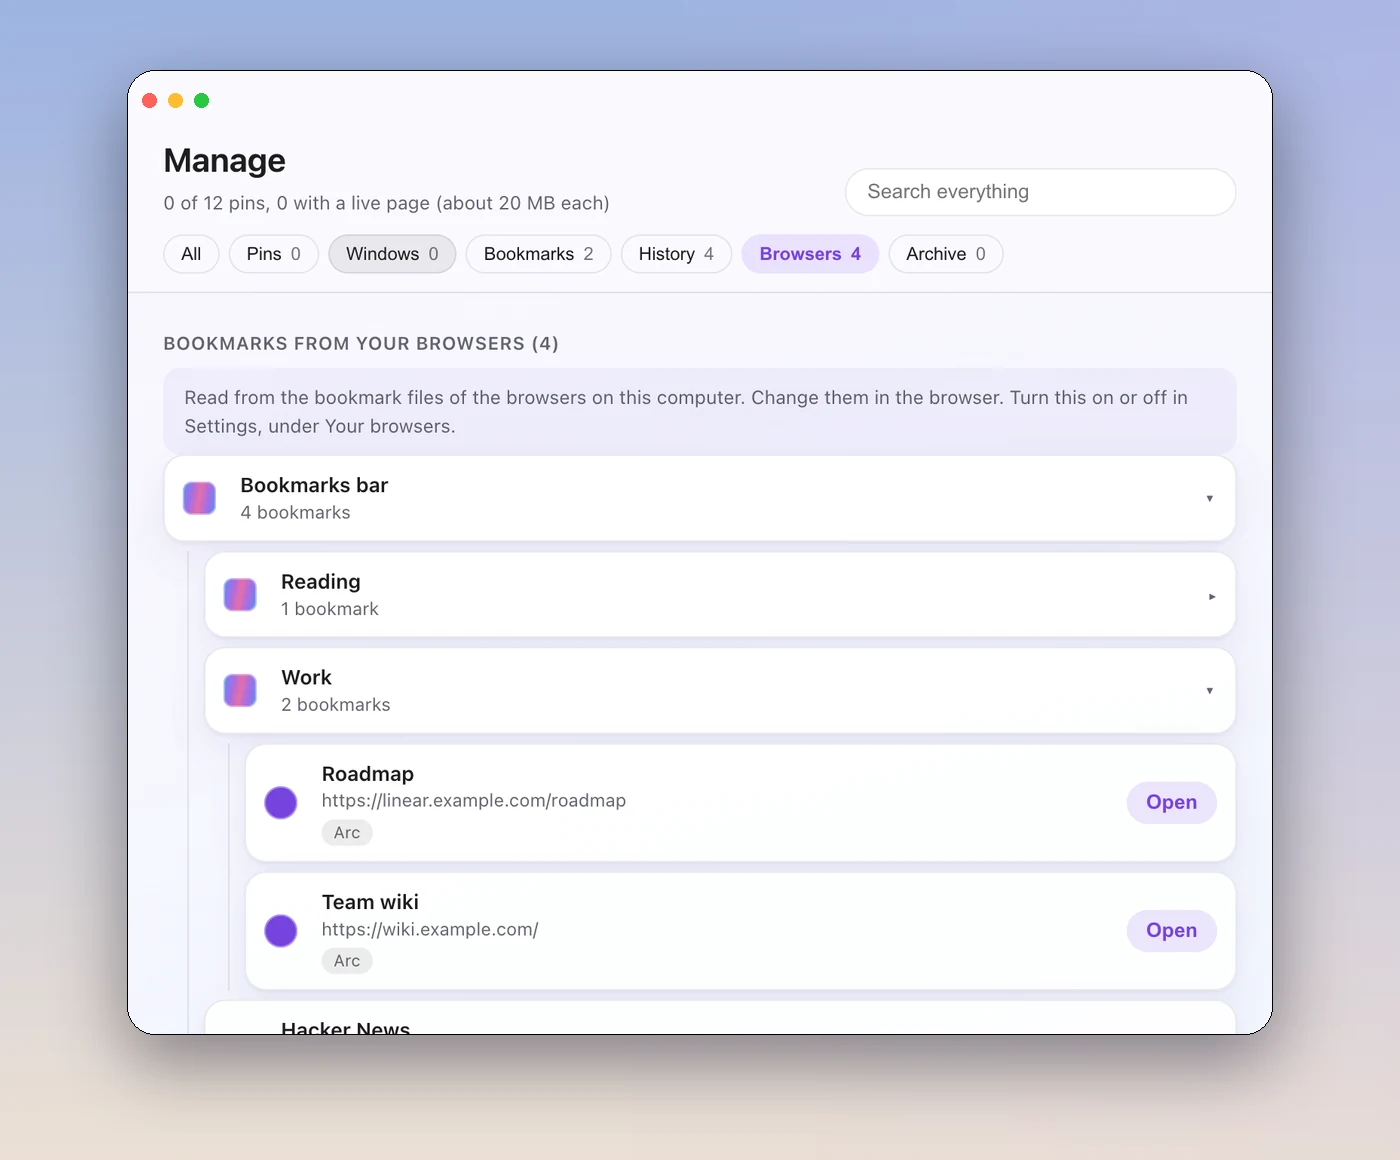 Manage
0 of 12 pins, 0 with a live page (about 20 MB each)
Search everything
All
Pins 0
Windows 0
Bookmarks 2
History 4
Browsers 4
Archive 0
BOOKMARKS FROM YOUR BROWSERS (4)
Read from the bookmark files of the browsers on this computer. Change them in the browser. Turn this on or off in
Settings, under Your browsers.
Bookmarks bar
4 bookmarks
Reading
1 bookmark
Work
2 bookmarks
Roadmap
https://linear.example.com/roadmap
Arc
Open
Team wiki
https://wiki.example.com/
Arc
Open
Hacker News